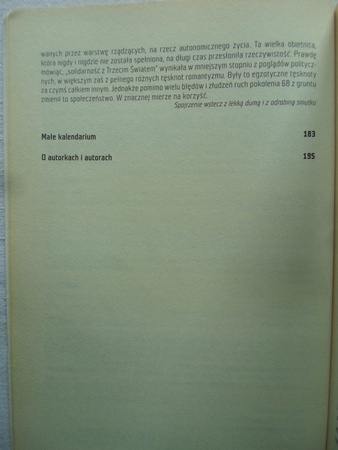 wanych przez warstwę rządzących, na rzecz autonomicznego życia. Ta wielka obietnica,
która nigdy i nigdzie nie została spełniona, na długi czas przesłoniła rzeczywistość. Prawdę
mówiąc, „solidarność z Trzecim Światem” wynikała w mniejszym stopniu z poglądów politycz-
nych, w większym zaś z pełnego różnych tęsknot romantyzmu. Były to egzotyczne tęsknoty
za czymś całkiem innym. Jednakże pomimo wielu błędów i złudzeń ruch pokolenia 68 z gruntu
zmienił to społeczeństwo. W znacznej mierze na korzyść.
Spojrzenie wstecz z lekką dumą i z odrobiną smutku
Małe kalendarium 183
O autorkach i autorach 195